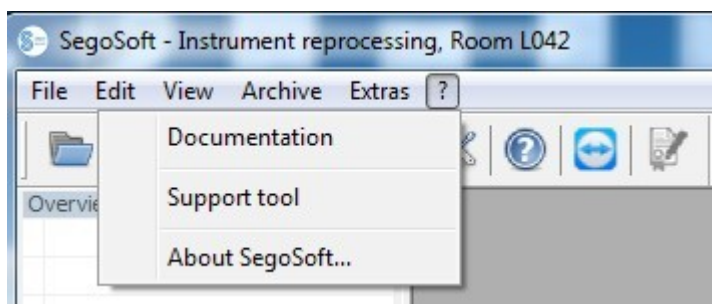 SegoSoft - Instrument reprocessing, Room L042
File Edit View Archive Extras ?
Documentation
Support tool
About SegoSoft...